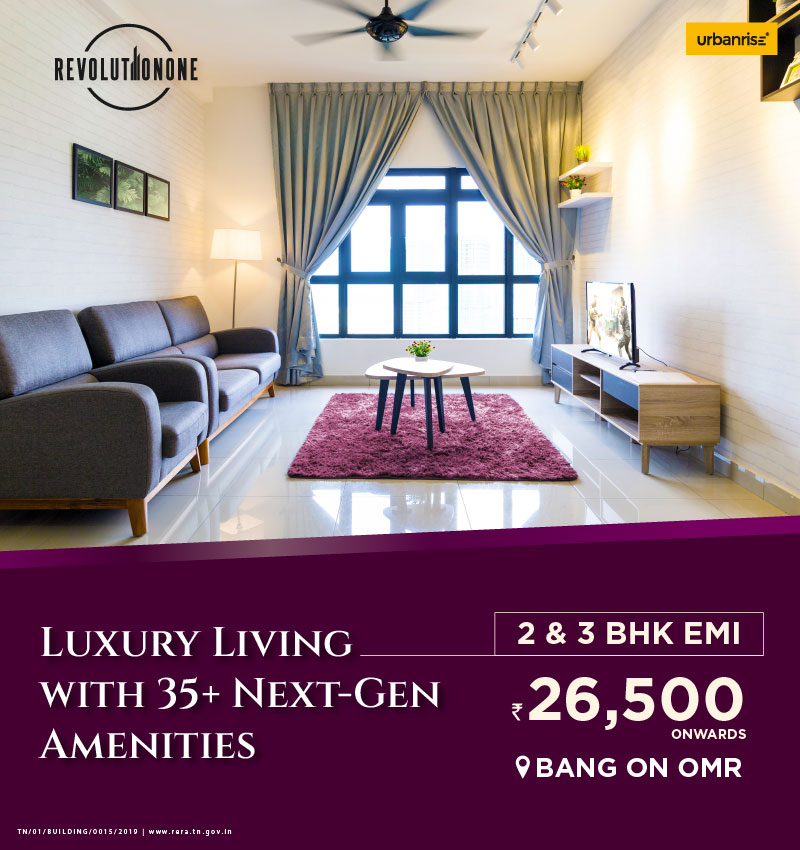 REVOLUTIONONE
urbanrise
LUXURY LIVING
WITH 35+ NEXT-GEN
AMENITIES
2 & 3 BHK EMI
₹26,500
ONWARDS
BANG ON OMR
TN/01/BUILDING/0015/2019 | www.rera.tn.gov.in